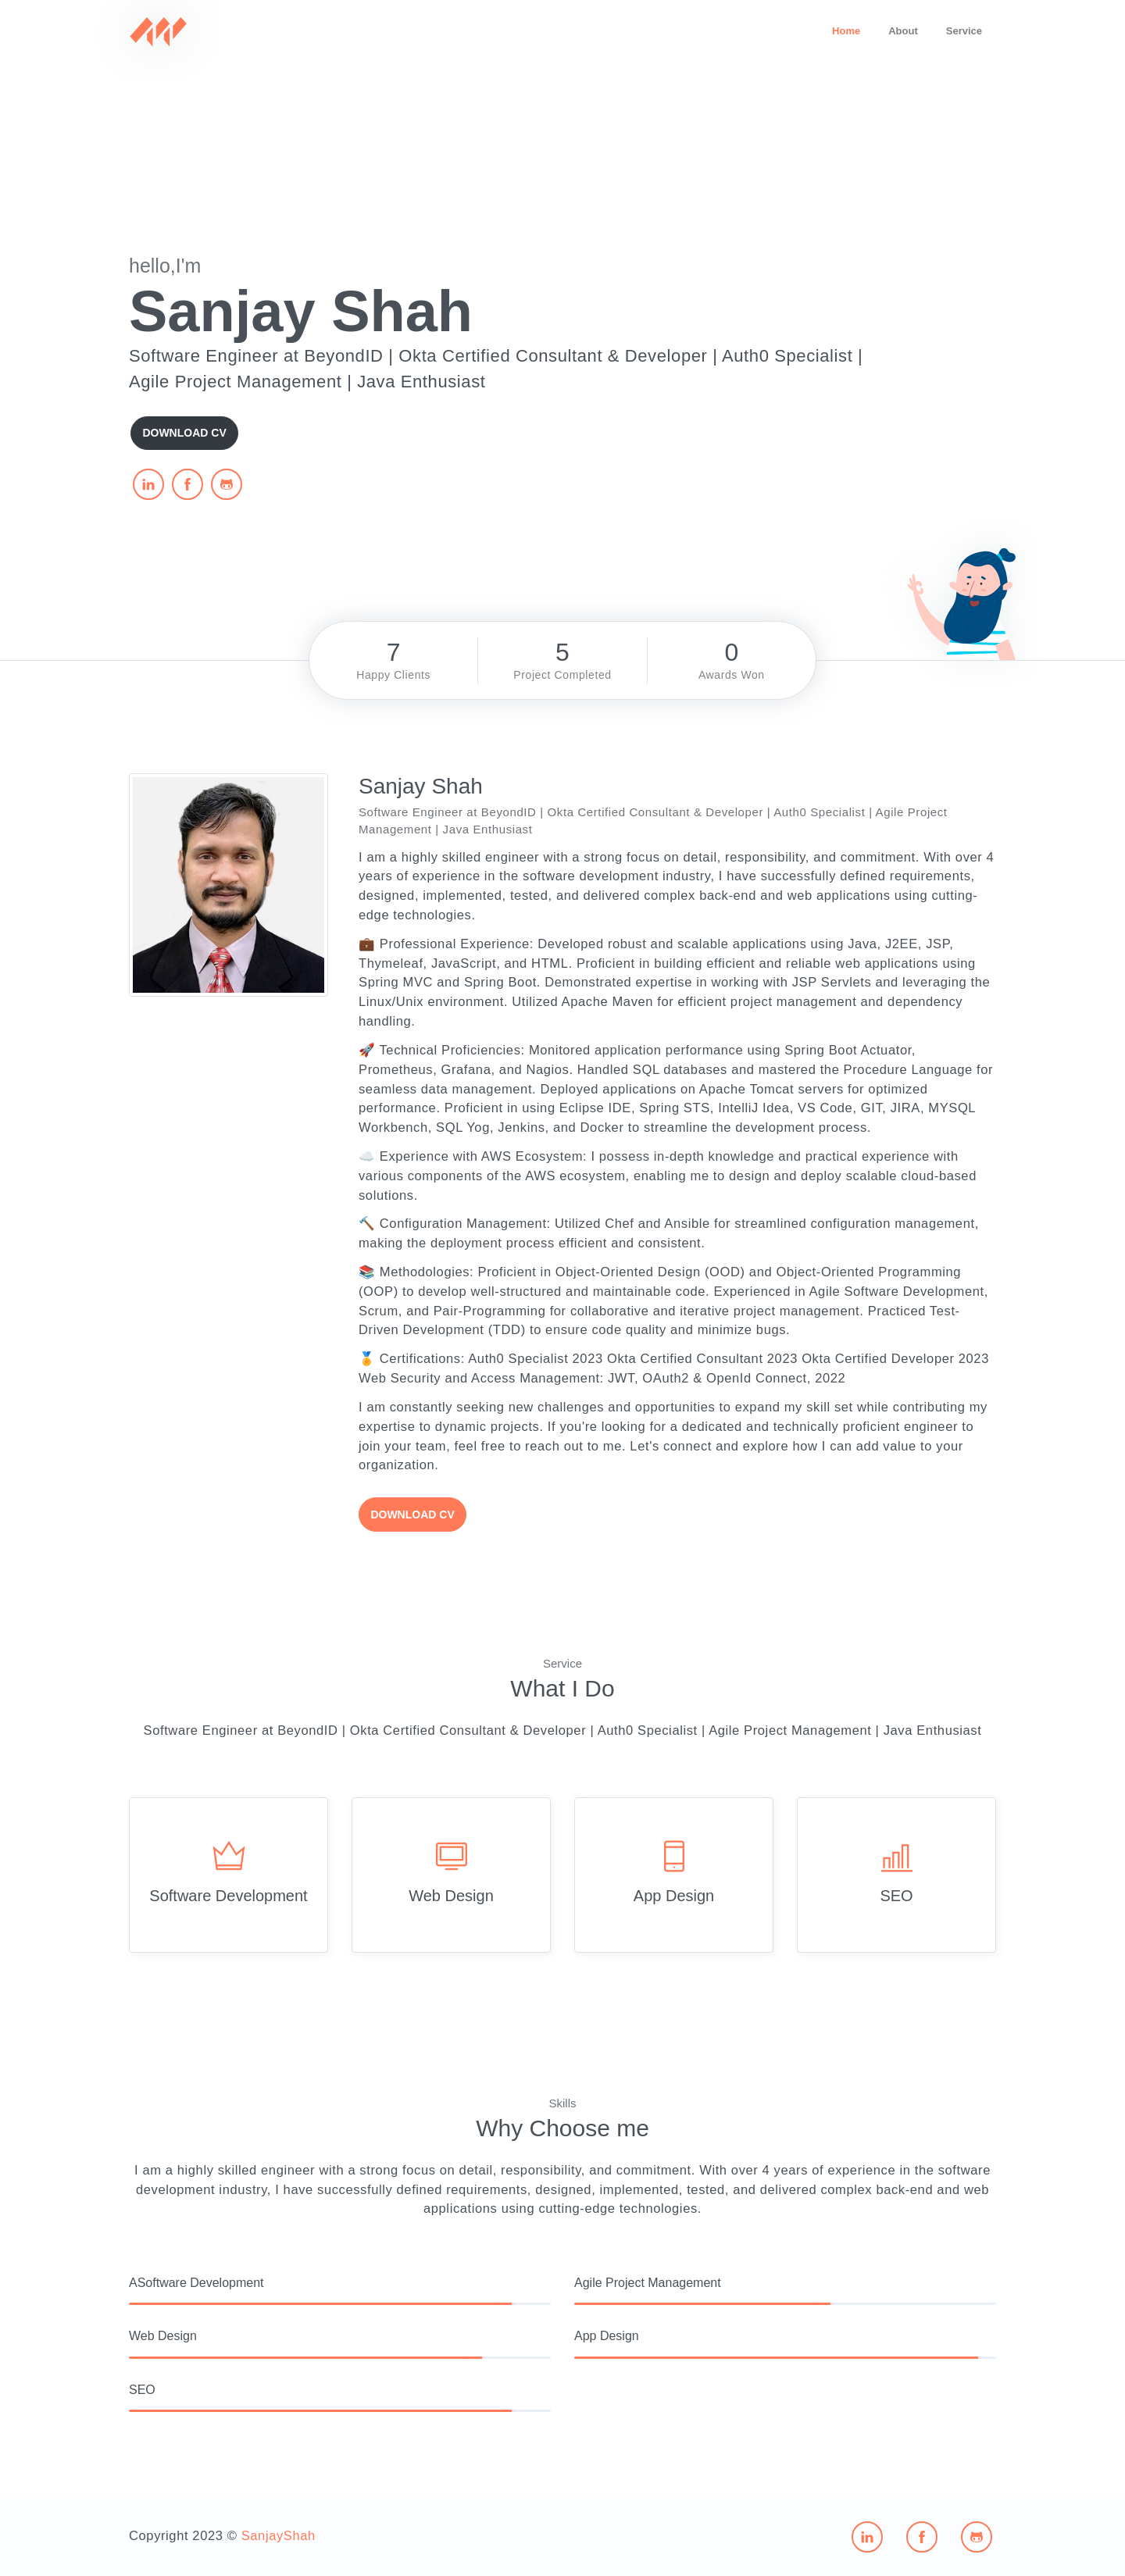 Home About Service
hello,I'm
Sanjay Shah
Software Engineer at BeyondID | Okta Certified Consultant & Developer | Auth0 Specialist |
Agile Project Management | Java Enthusiast
DOWNLOAD CV
7
Happy Clients
5
Project Completed
0
Awards Won
Sanjay Shah
Software Engineer at BeyondID | Okta Certified Consultant & Developer | Auth0 Specialist | Agile Project
Management | Java Enthusiast
I am a highly skilled engineer with a strong focus on detail, responsibility, and commitment. With over 4
years of experience in the software development industry, I have successfully defined requirements,
designed, implemented, tested, and delivered complex back-end and web applications using cutting-
edge technologies.
💼 Professional Experience: Developed robust and scalable applications using Java, J2EE, JSP,
Thymeleaf, JavaScript, and HTML. Proficient in building efficient and reliable web applications using
Spring MVC and Spring Boot. Demonstrated expertise in working with JSP Servlets and leveraging the
Linux/Unix environment. Utilized Apache Maven for efficient project management and dependency
handling.
🚀 Technical Proficiencies: Monitored application performance using Spring Boot Actuator,
Prometheus, Grafana, and Nagios. Handled SQL databases and mastered the Procedure Language for
seamless data management. Deployed applications on Apache Tomcat servers for optimized
performance. Proficient in using Eclipse IDE, Spring STS, IntelliJ Idea, VS Code, GIT, JIRA, MYSQL
Workbench, SQL Yog, Jenkins, and Docker to streamline the development process.
☁️ Experience with AWS Ecosystem: I possess in-depth knowledge and practical experience with
various components of the AWS ecosystem, enabling me to design and deploy scalable cloud-based
solutions.
🔨 Configuration Management: Utilized Chef and Ansible for streamlined configuration management,
making the deployment process efficient and consistent.
📚 Methodologies: Proficient in Object-Oriented Design (OOD) and Object-Oriented Programming
(OOP) to develop well-structured and maintainable code. Experienced in Agile Software Development,
Scrum, and Pair-Programming for collaborative and iterative project management. Practiced Test-
Driven Development (TDD) to ensure code quality and minimize bugs.
🏅 Certifications: Auth0 Specialist 2023 Okta Certified Consultant 2023 Okta Certified Developer 2023
Web Security and Access Management: JWT, OAuth2 & OpenId Connect, 2022
I am constantly seeking new challenges and opportunities to expand my skill set while contributing my
expertise to dynamic projects. If you're looking for a dedicated and technically proficient engineer to
join your team, feel free to reach out to me. Let's connect and explore how I can add value to your
organization.
DOWNLOAD CV
Service
What I Do
Software Engineer at BeyondID | Okta Certified Consultant & Developer | Auth0 Specialist | Agile Project Management | Java Enthusiast
Software Development
Web Design
App Design
SEO
Skills
Why Choose me
I am a highly skilled engineer with a strong focus on detail, responsibility, and commitment. With over 4 years of experience in the software
development industry, I have successfully defined requirements, designed, implemented, tested, and delivered complex back-end and web
applications using cutting-edge technologies.
ASoftware Development
Agile Project Management
Web Design
App Design
SEO
Copyright 2023 © SanjayShah